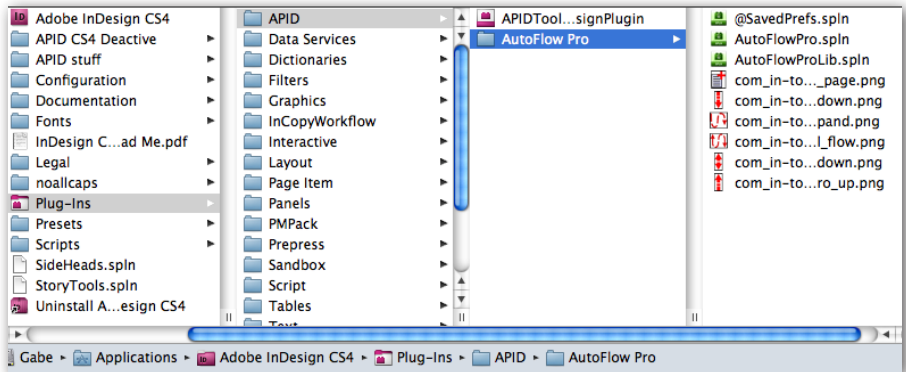 Adobe InDesign CS4
APID CS4 Deactive
APID stuff
Configuration
Documentation
Fonts
InDesign C...ad Me.pdf
Legal
noallcaps
Plug-Ins
Presets
Scripts
SideHeads.spln
StoryTools.spln
Uninstall A...esign CS4
APID
Data Services
Dictionaries
Filters
Graphics
InCopyWorkflow
Interactive
Layout
Page Item
Panels
PMPack
Prepress
Sandbox
Script
Tables
Text
APIDTool...signPlugin
AutoFlow Pro
@SavedPrefs.spln
AutoFlowPro.spln
AutoFlowProLib.spln
com_in-to..._page.png
com_in-to...down.png
com_in-to...pand.png
com_in-to...l_flow.png
com_in-to...down.png
com_in-to...ro_up.png
Gabe ▸ Applications ▸ Adobe InDesign CS4 ▸ Plug-Ins ▸ APID ▸ AutoFlow Pro